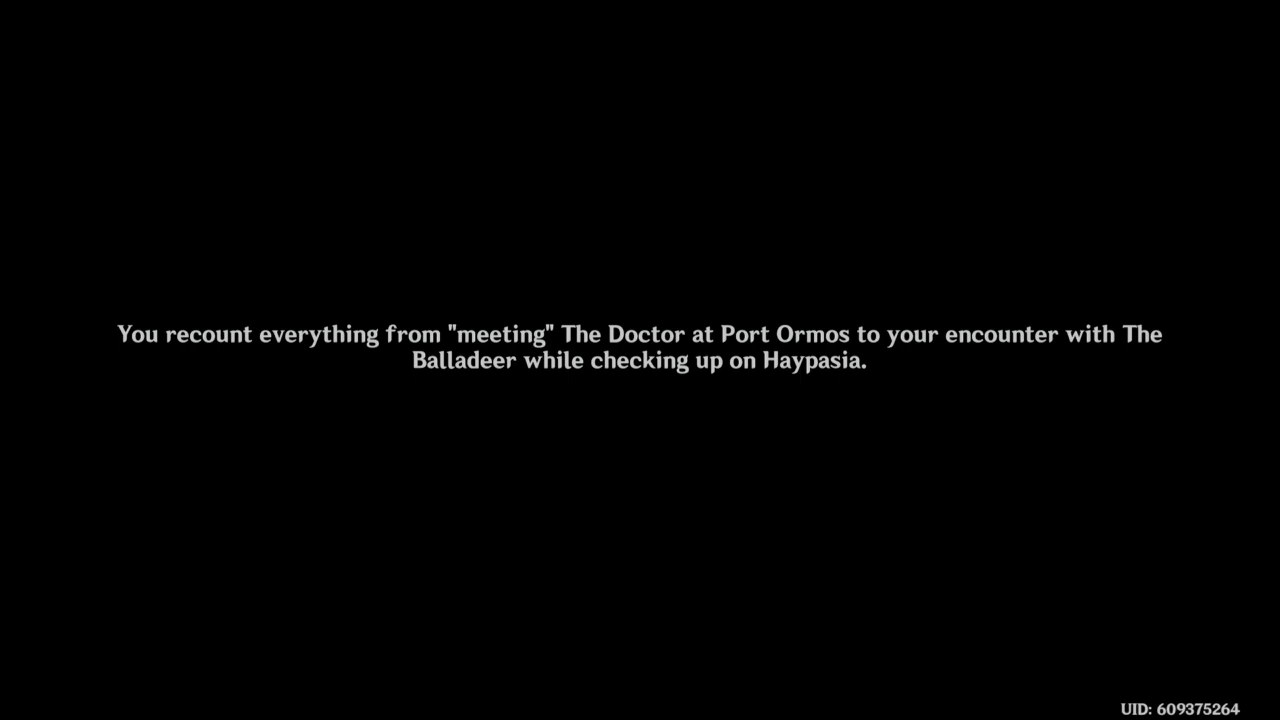 You recount everything from "meeting" The Doctor at Port Ormos to your encounter with The
Balladeer while checking up on Haypasia.
UID: 609375264